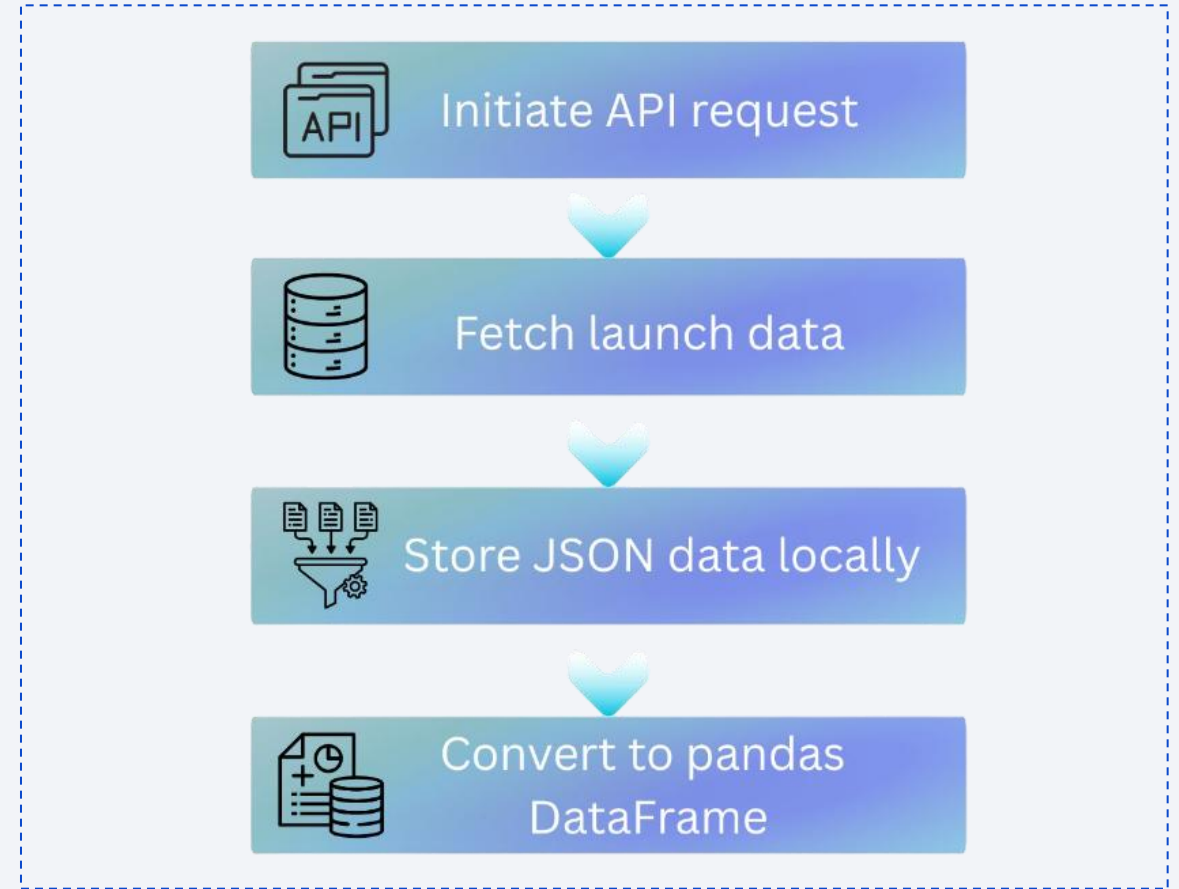 API
Initiate API request
Fetch launch data
Store JSON data locally
Convert to pandas
DataFrame